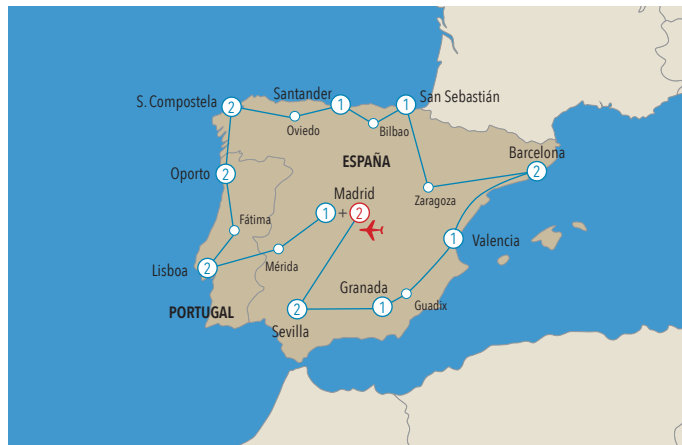 Santander
S. Compostela
2
1
1
San Sebastián
Oviedo
Bilbao
ESPAÑA
Barcelona
2
Oporto
2
Zaragoza
Madrid
1 + 2
Fátima
1
Valencia
Mérida
Lisboa
2
Granada
Guadix
PORTUGAL
2
1
Sevilla